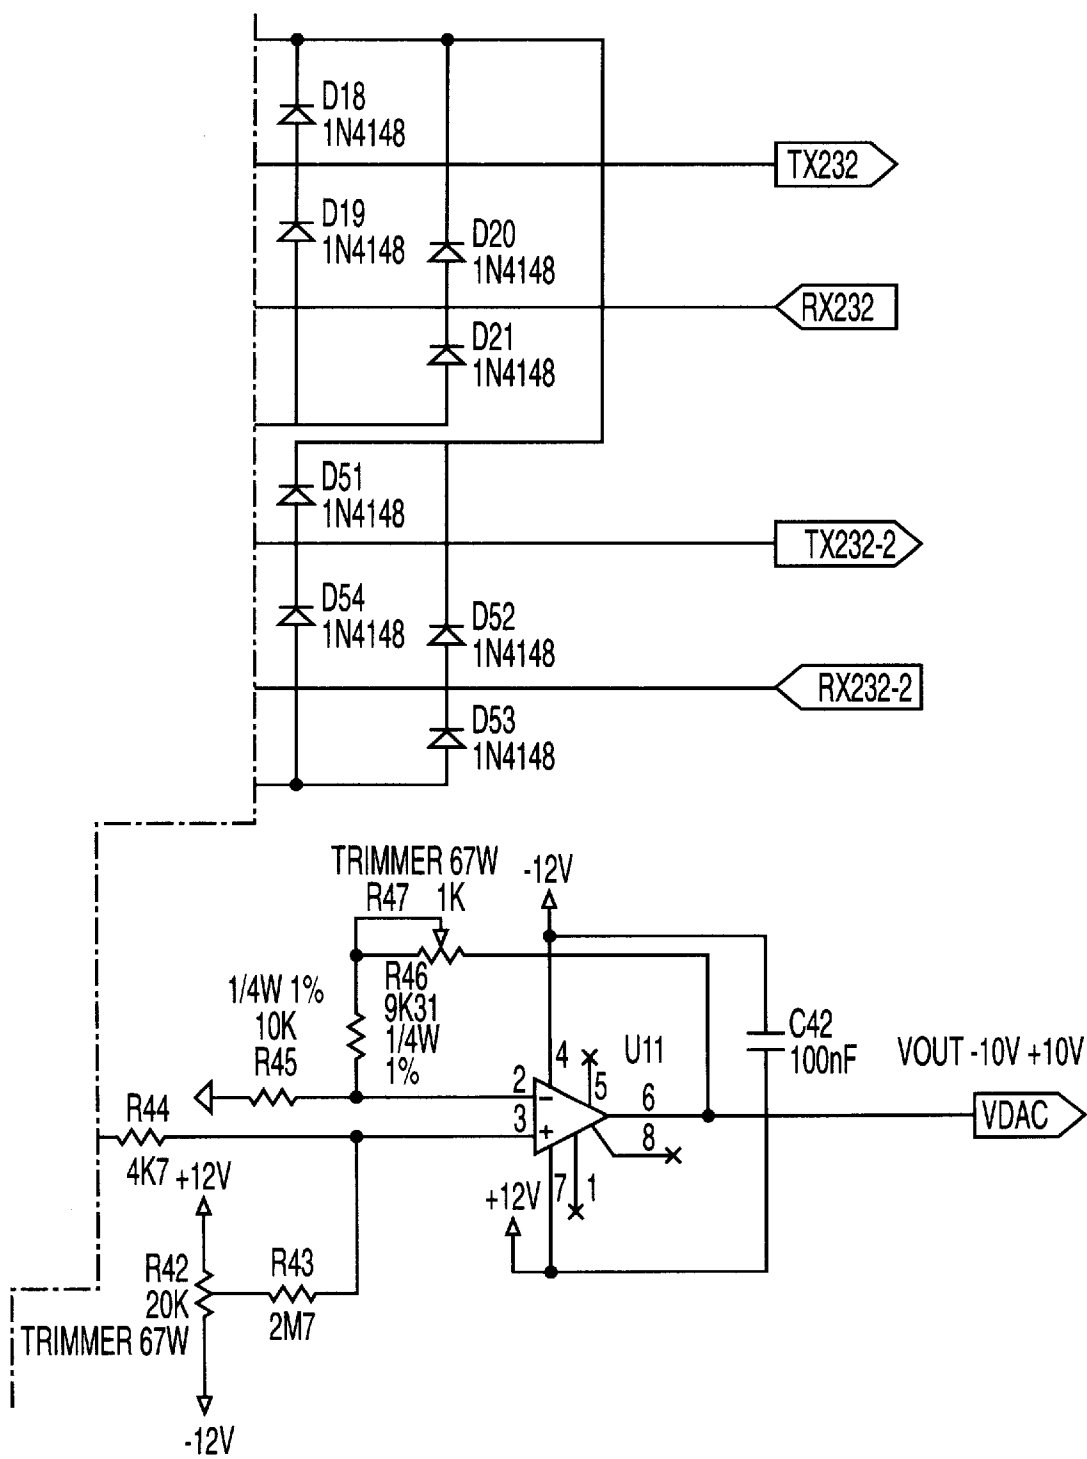 D18
1N4148
TX232
D19
1N4148
D20
1N4148
RX232
D21
1N4148
D51
1N4148
TX232-2
D54
1N4148
D52
1N4148
RX232-2
D53
1N4148
TRIMMER 67W
R47 1K
-12V
R46
9K31
1/4W
1%
1/4W 1%
10K
R45
C42
100nF
VOUT -10V +10V
U11
4
5
2
−
3
+
6
8
7
1
VDAC
R44
4K7
+12V
+12V
R42
20K
TRIMMER 67W
R43
2M7
-12V